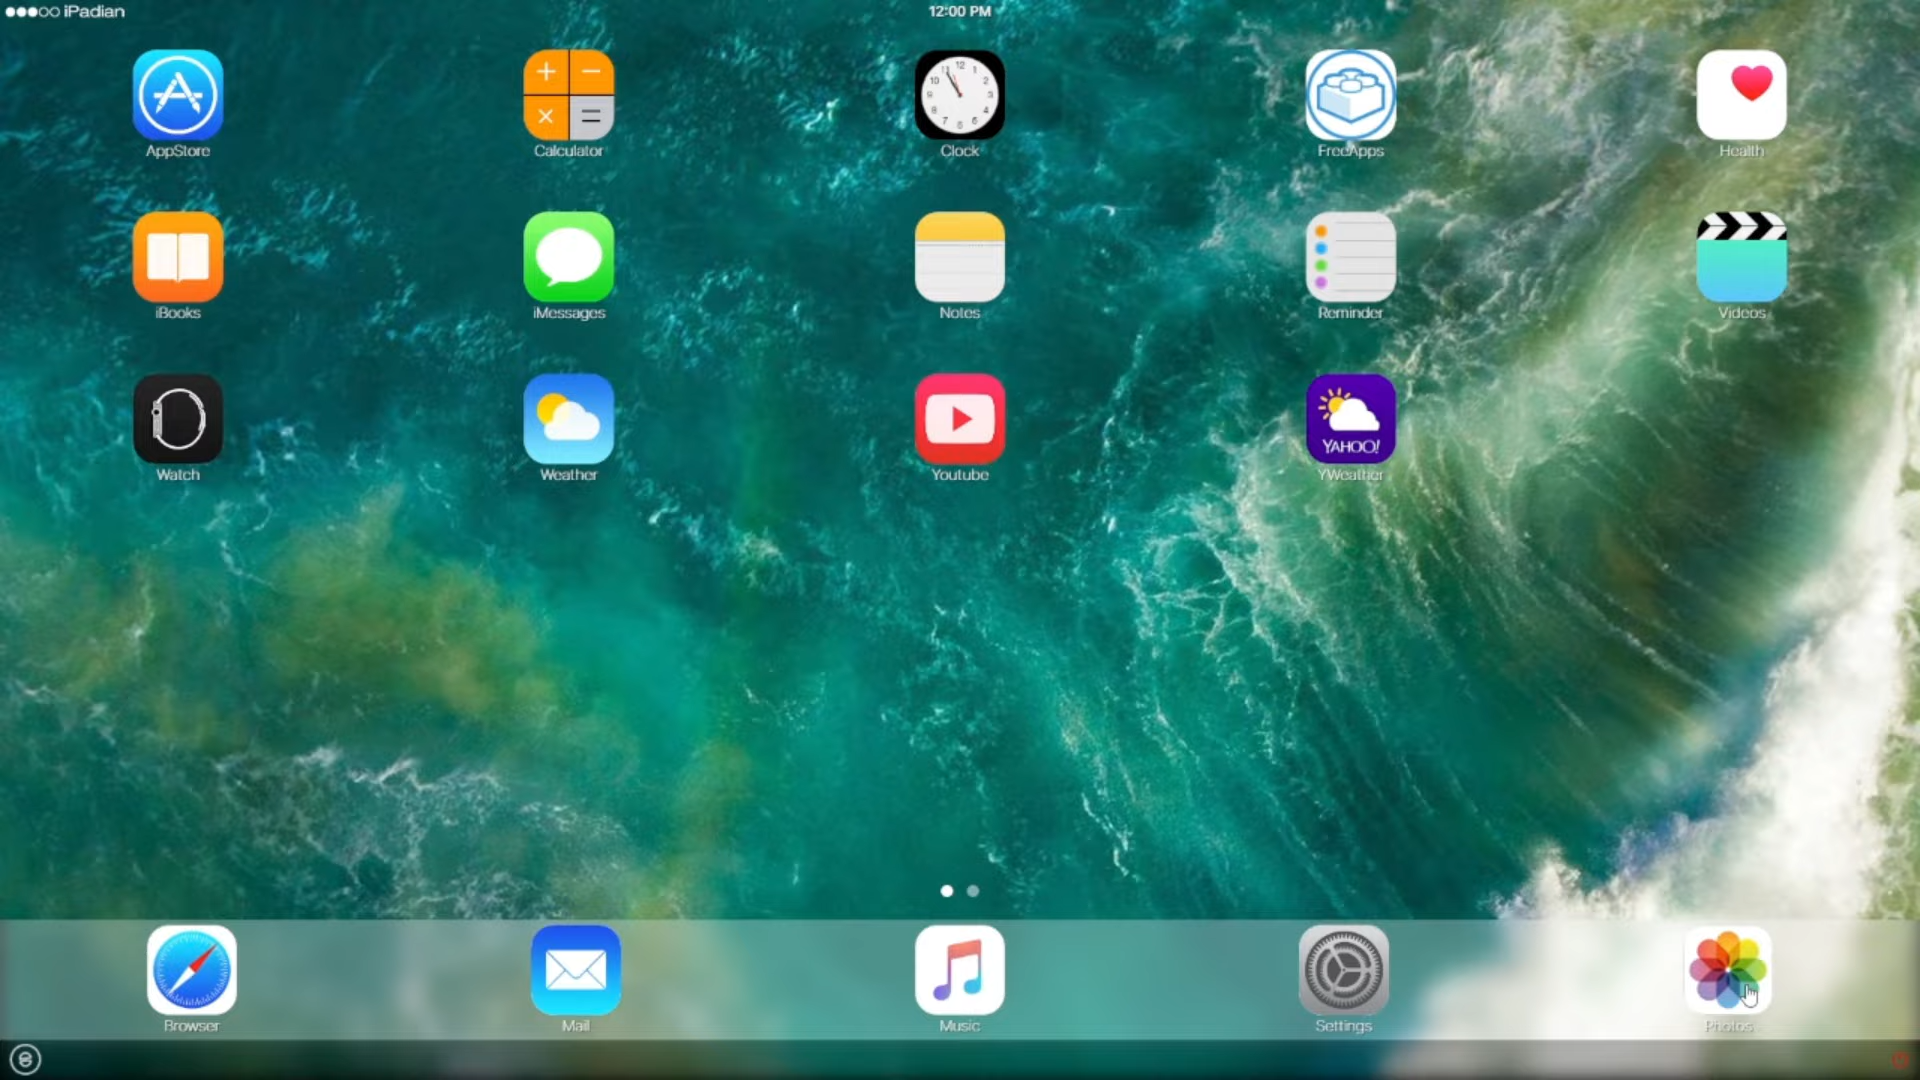 iPadian
12:00 PM
AppStore
Calculator
Clock
FreeApps
Health
iBooks
iMessages
Notes
Reminder
Videos
Watch
Weather
Youtube
YAHOO!
YWeather
Browser
Mail
Music
Settings
Photos